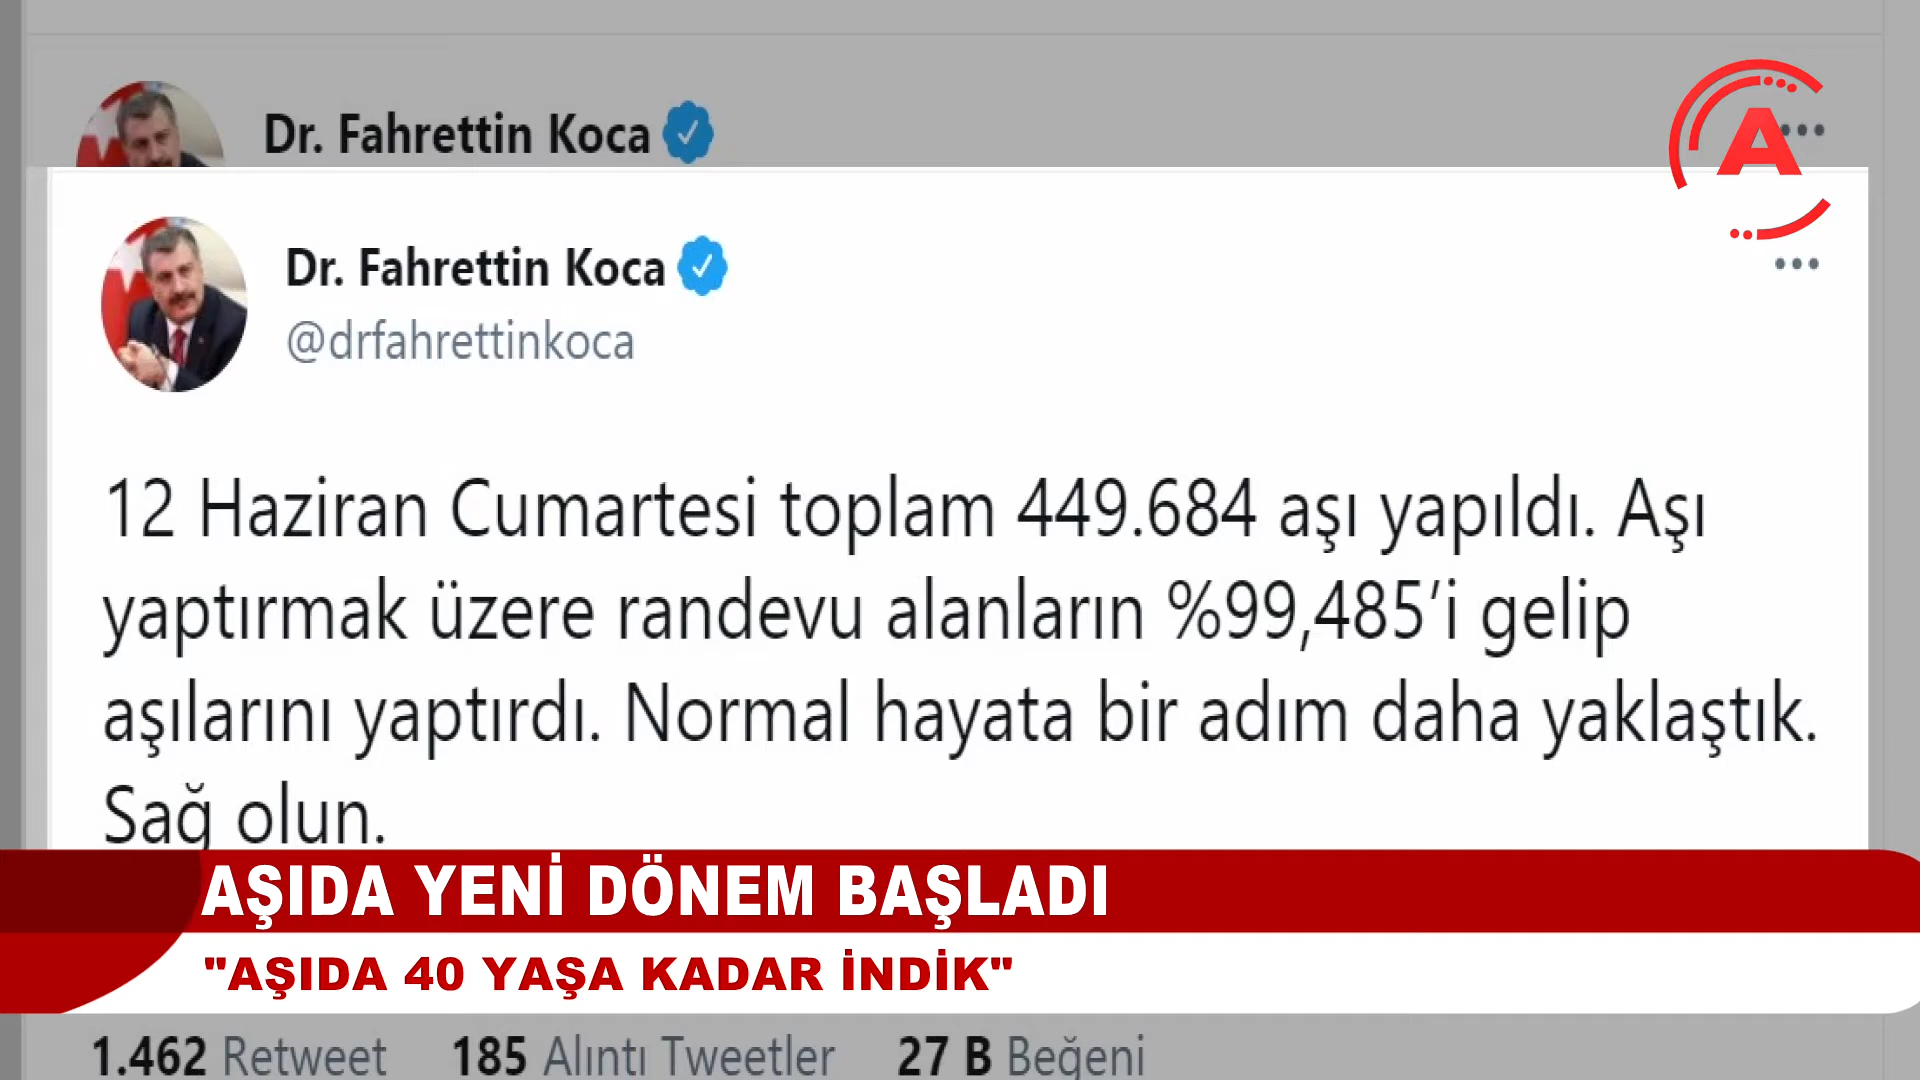 Dr. Fahrettin Koca
A
Dr. Fahrettin Koca
@drfahrettinkoca
12 Haziran Cumartesi toplam 449.684 aşı yapıldı. Aşı
yaptırmak üzere randevu alanların %99,485’i gelip
aşılarını yaptırdı. Normal hayata bir adım daha yaklaştık.
Sağ olun.
AŞIDA YENİ DÖNEM BAŞLADI
"AŞIDA 40 YAŞA KADAR İNDİK"
1.462 Retweet 185 Alıntı Tweetler 27 B Beğeni